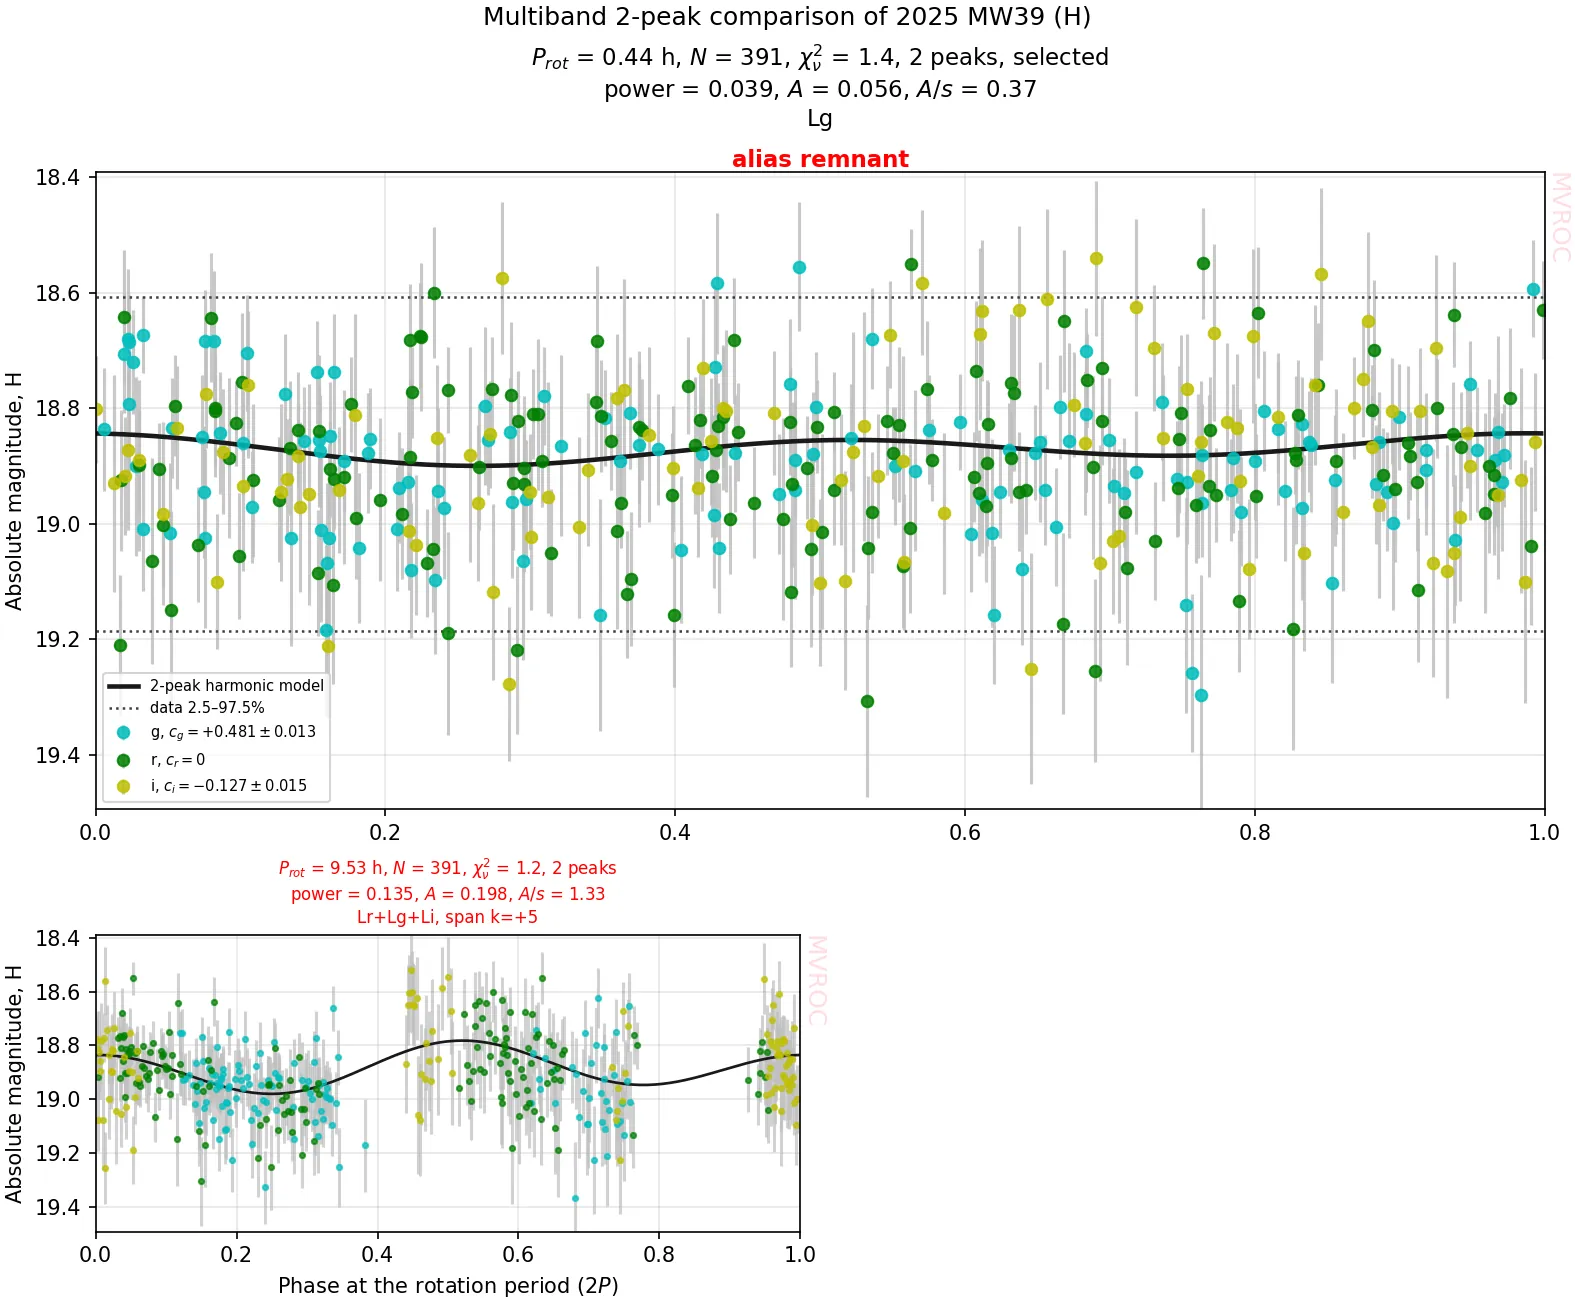 Multiband 2-peak comparison of 2025 MW39 (H)
P_rot = 0.44 h, N = 391, χ²_ν = 1.4, 2 peaks, selected
power = 0.039, A = 0.056, A/s = 0.37
Lg
alias remnant
18.4
18.6
18.8
19.0
19.2
19.4
Absolute magnitude, H
MVROC
2-peak harmonic model
data 2.5–97.5%
g, c_g = +0.481 ± 0.013
r, c_r = 0
i, c_i = −0.127 ± 0.015
0.0 0.2 0.4 0.6 0.8 1.0
P_rot = 9.53 h, N = 391, χ²_ν = 1.2, 2 peaks
power = 0.135, A = 0.198, A/s = 1.33
Lr+Lg+Li, span k=+5
18.4
18.6
18.8
19.0
19.2
19.4
Absolute magnitude, H
MVROC
0.0 0.2 0.4 0.6 0.8 1.0
Phase at the rotation period (2P)